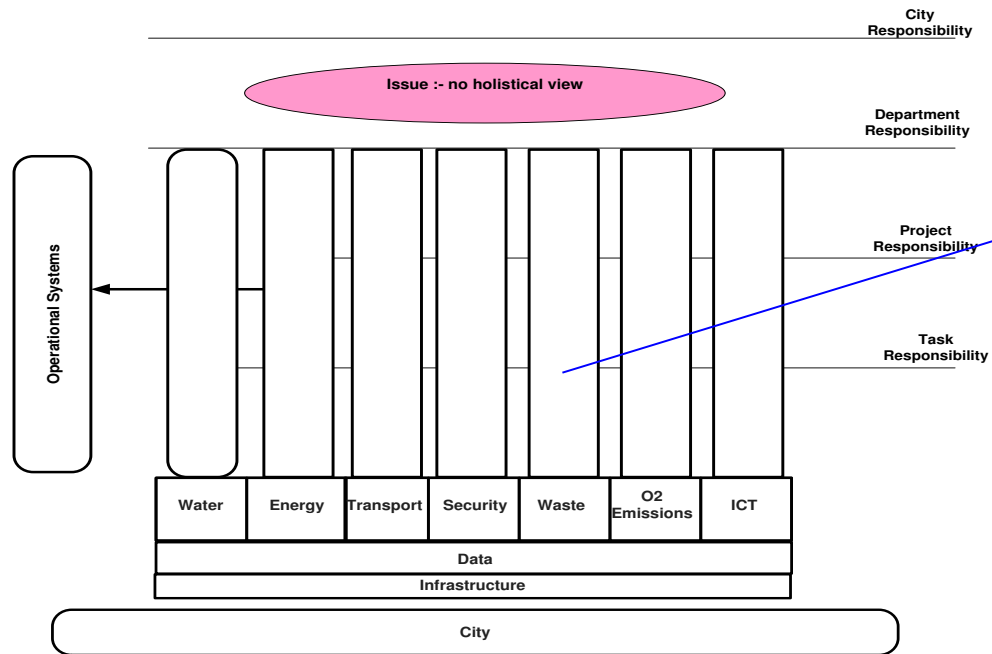 City
Responsibility
Issue :- no holistical view
Department
Responsibility
Operational Systems
Project
Responsibility
Task
Responsibility
Water
Energy
Transport
Security
Waste
O2
Emissions
ICT
Data
Infrastructure
City